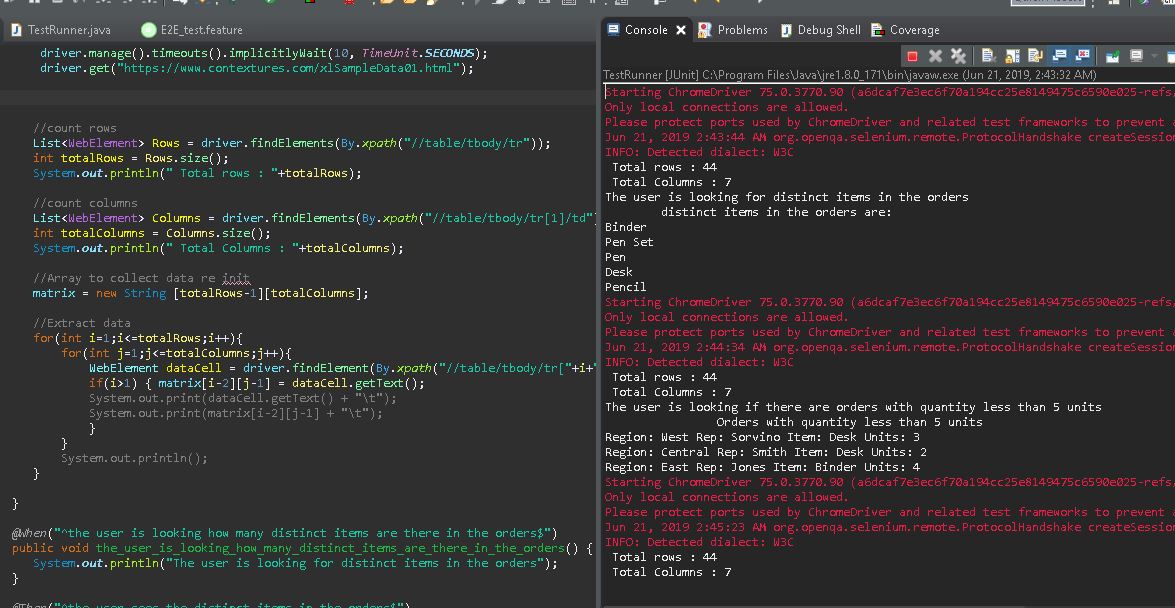 TestRunner.java
E2E_test.feature
driver.manage().timeouts().implicitlyWait(10, TimeUnit.SECONDS);
driver.get("https://www.contextures.com/xlSampleData01.html");
//count rows
List<WebElement> Rows = driver.findElements(By.xpath("//table/tbody/tr"));
int totalRows = Rows.size();
System.out.println(" Total rows : "+totalRows);
//count columns
List<WebElement> Columns = driver.findElements(By.xpath("//table/tbody/tr[1]/td"
int totalColumns = Columns.size();
System.out.println(" Total Columns : "+totalColumns);
//Array to collect data re init
matrix = new String [totalRows-1][totalColumns];
//Extract data
for(int i=1;i<=totalRows;i++){
for(int j=1;j<=totalColumns;j++){
WebElement dataCell = driver.findElement(By.xpath("//table/tbody/tr["+i+"
if(i>1) { matrix[i-2][j-1] = dataCell.getText();
System.out.print(dataCell.getText() + "\t");
System.out.print(matrix[i-2][j-1] + "\t");
}
}
System.out.println();
}
}
@When("^the user is looking how many distinct items are there in the orders$")
public void the_user_is_looking_how_many_distinct_items_are_there_in_the_orders() {
System.out.println("The user is looking for distinct items in the orders");
}
@Then("^the user sees the distinct items in the orders$")
Console
Problems
Debug Shell
Coverage
TestRunner [JUnit] C:\Program Files\Java\jre1.8.0_171\bin\javaw.exe (Jun 21, 2019, 2:43:32 AM)
Starting ChromeDriver 75.0.3770.90 (a6dcaf7e3ec6f70a194cc25e8149475c6590e025-refs,
Only local connections are allowed.
Please protect ports used by ChromeDriver and related test frameworks to prevent
Jun 21, 2019 2:43:44 AM org.openqa.selenium.remote.ProtocolHandshake createSession
INFO: Detected dialect: W3C
Total rows : 44
Total Columns : 7
The user is looking for distinct items in the orders
distinct items in the orders are:
Binder
Pen Set
Pen
Desk
Pencil
Starting ChromeDriver 75.0.3770.90 (a6dcaf7e3ec6f70a194cc25e8149475c6590e025-refs,
Only local connections are allowed.
Please protect ports used by ChromeDriver and related test frameworks to prevent
Jun 21, 2019 2:44:34 AM org.openqa.selenium.remote.ProtocolHandshake createSession
INFO: Detected dialect: W3C
Total rows : 44
Total Columns : 7
The user is looking if there are orders with quantity less than 5 units
Orders with quantity less than 5 units
Region: West Rep: Sorvino Item: Desk Units: 3
Region: Central Rep: Smith Item: Desk Units: 2
Region: East Rep: Jones Item: Binder Units: 4
Starting ChromeDriver 75.0.3770.90 (a6dcaf7e3ec6f70a194cc25e8149475c6590e025-refs,
Only local connections are allowed.
Please protect ports used by ChromeDriver and related test frameworks to prevent
Jun 21, 2019 2:45:23 AM org.openqa.selenium.remote.ProtocolHandshake createSession
INFO: Detected dialect: W3C
Total rows : 44
Total Columns : 7